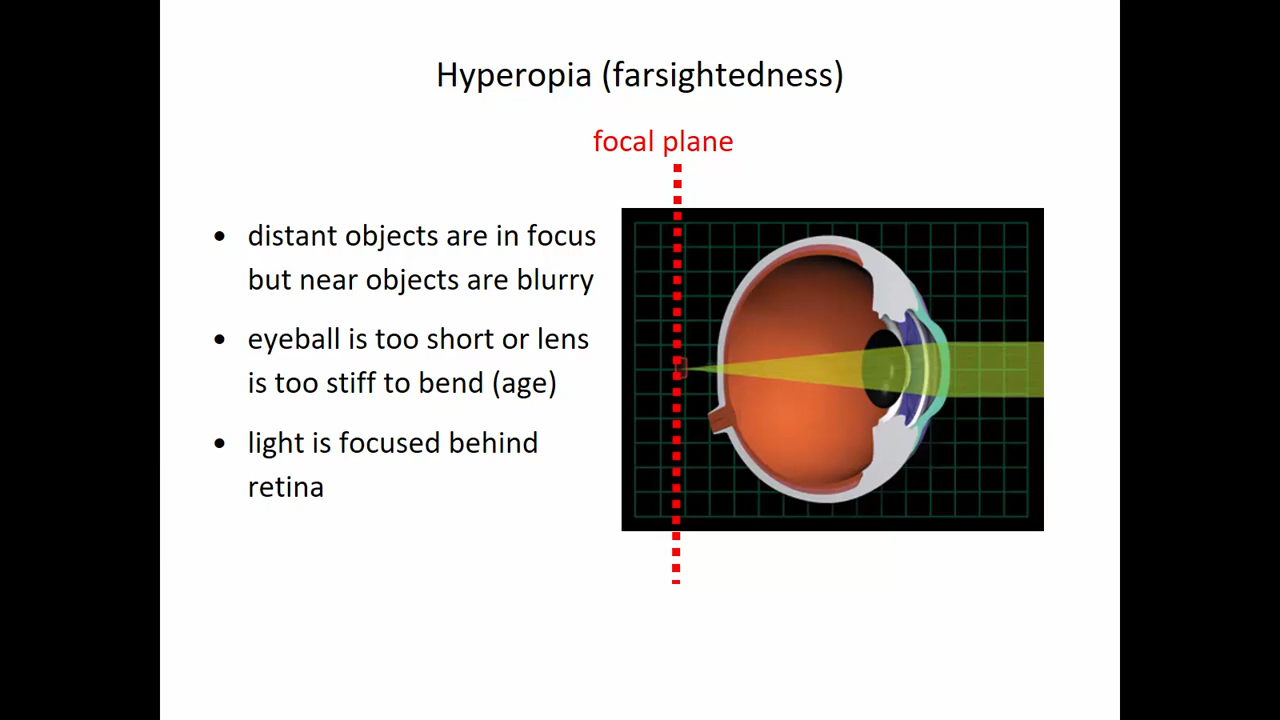 Hyperopia (farsightedness)
focal plane
• distant objects are in focus
but near objects are blurry
• eyeball is too short or lens
is too stiff to bend (age)
• light is focused behind
retina